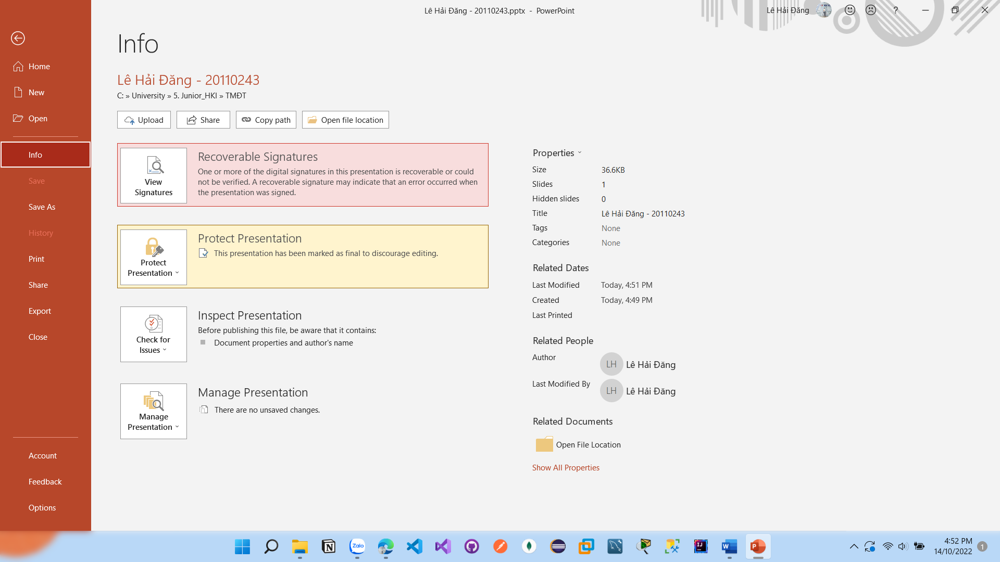 Lê Hải Đăng - 20110243.pptx  -  PowerPoint
Lê Hải Đăng
?
Home
New
Open
Info
Save
Save As
History
Print
Share
Export
Close
Account
Feedback
Options
Info
Lê Hải Đăng - 20110243
C: » University » 5. Junior_HKI » TMĐT
Upload
Share
Copy path
Open file location
View
Signatures
Recoverable Signatures
One or more of the digital signatures in this presentation is recoverable or could
not be verified. A recoverable signature may indicate that an error occurred when
the presentation was signed.
Protect
Presentation
Protect Presentation
This presentation has been marked as final to discourage editing.
Check for
Issues
Inspect Presentation
Before publishing this file, be aware that it contains:
Document properties and author's name
Manage
Presentation
Manage Presentation
There are no unsaved changes.
Properties
Size 36.6KB
Slides 1
Hidden slides 0
Title Lê Hải Đăng - 20110243
Tags None
Categories None
Related Dates
Last Modified Today, 4:51 PM
Created Today, 4:49 PM
Last Printed
Related People
Author LH Lê Hải Đăng
Last Modified By LH Lê Hải Đăng
Related Documents
Open File Location
Show All Properties
Zalo
IJ
W
P
4:52 PM
14/10/2022
1